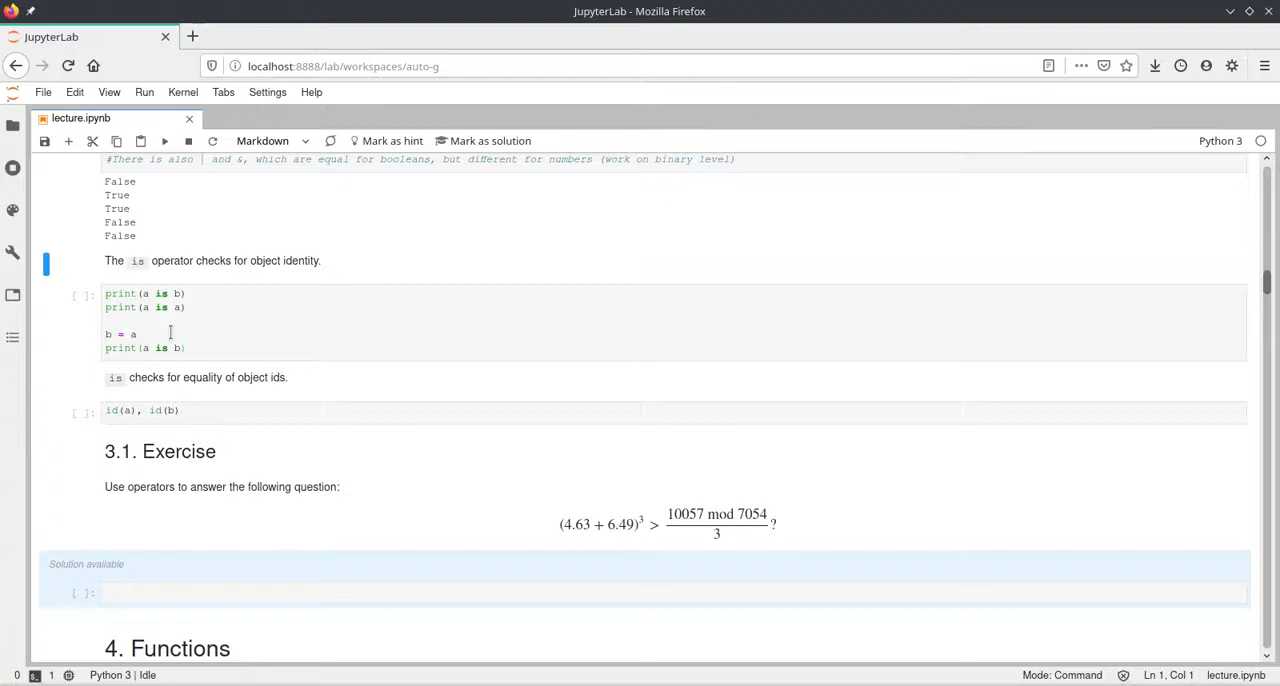 JupyterLab - Mozilla Firefox
JupyterLab
localhost:8888/lab/workspaces/auto-g
File Edit View Run Kernel Tabs Settings Help
lecture.ipynb
Markdown Mark as hint Mark as solution Python 3
#There is also | and &, which are equal for booleans, but different for numbers (work on binary level)
False
True
True
False
False
The is operator checks for object identity.
[ ]: print(a is b)
print(a is a)
b = a
print(a is b)
is checks for equality of object ids.
[ ]: id(a), id(b)
3.1. Exercise
Use operators to answer the following question:
(4.63 + 6.49)³ > 10057 mod 7054 / 3 ?
Solution available
[ ]:
4. Functions
0 1 Python 3 | Idle Mode: Command Ln 1, Col 1 lecture.ipynb